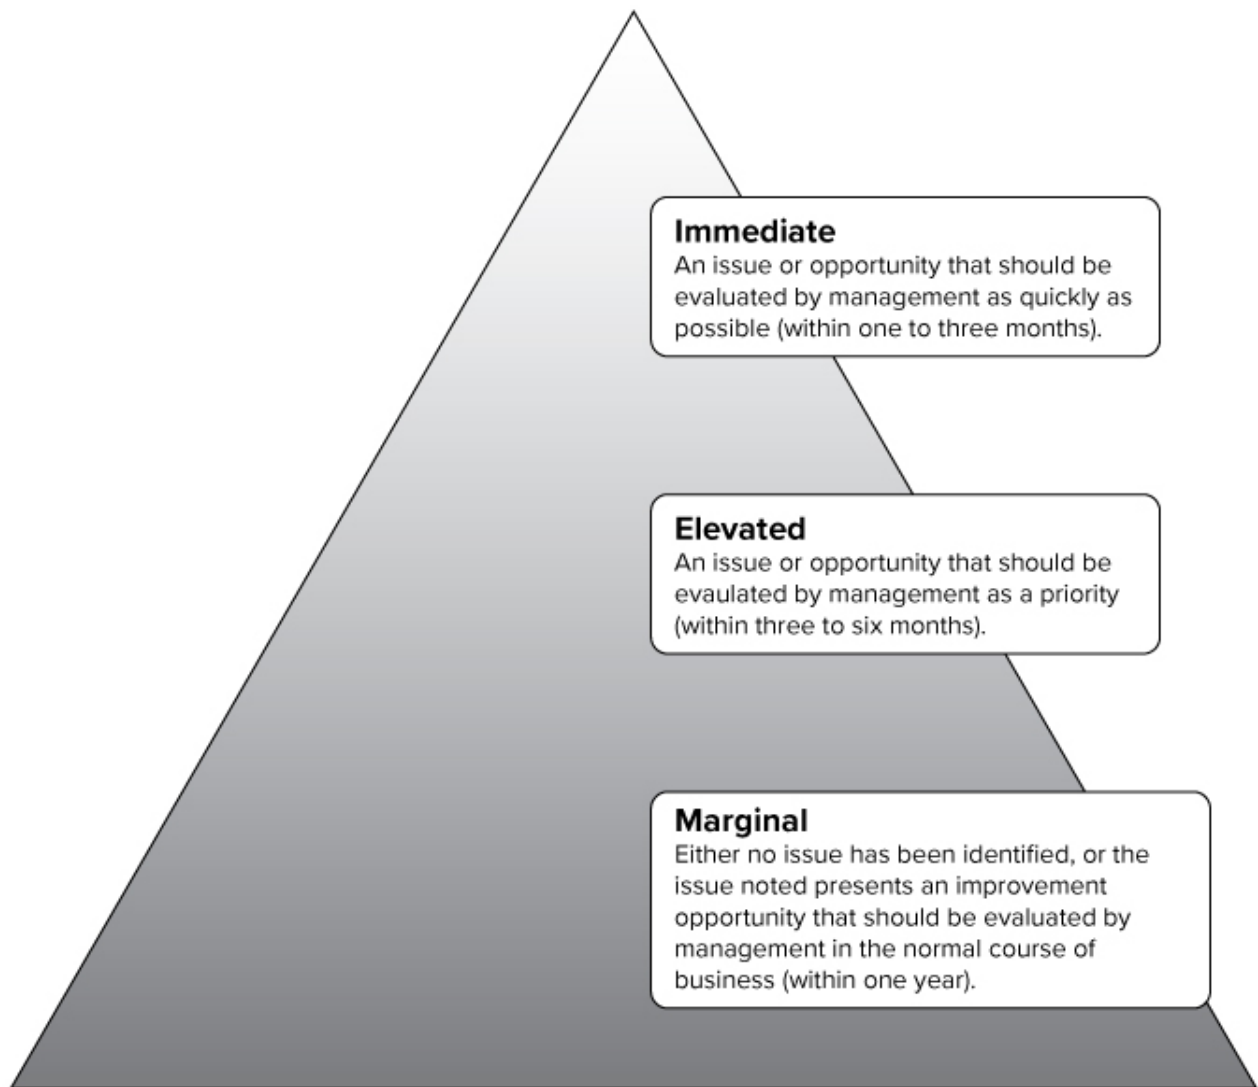 Immediate
An issue or opportunity that should be
evaluated by management as quickly as
possible (within one to three months).
Elevated
An issue or opportunity that should be
evaulated by management as a priority
(within three to six months).
Marginal
Either no issue has been identified, or the
issue noted presents an improvement
opportunity that should be evaluated by
management in the normal course of
business (within one year).